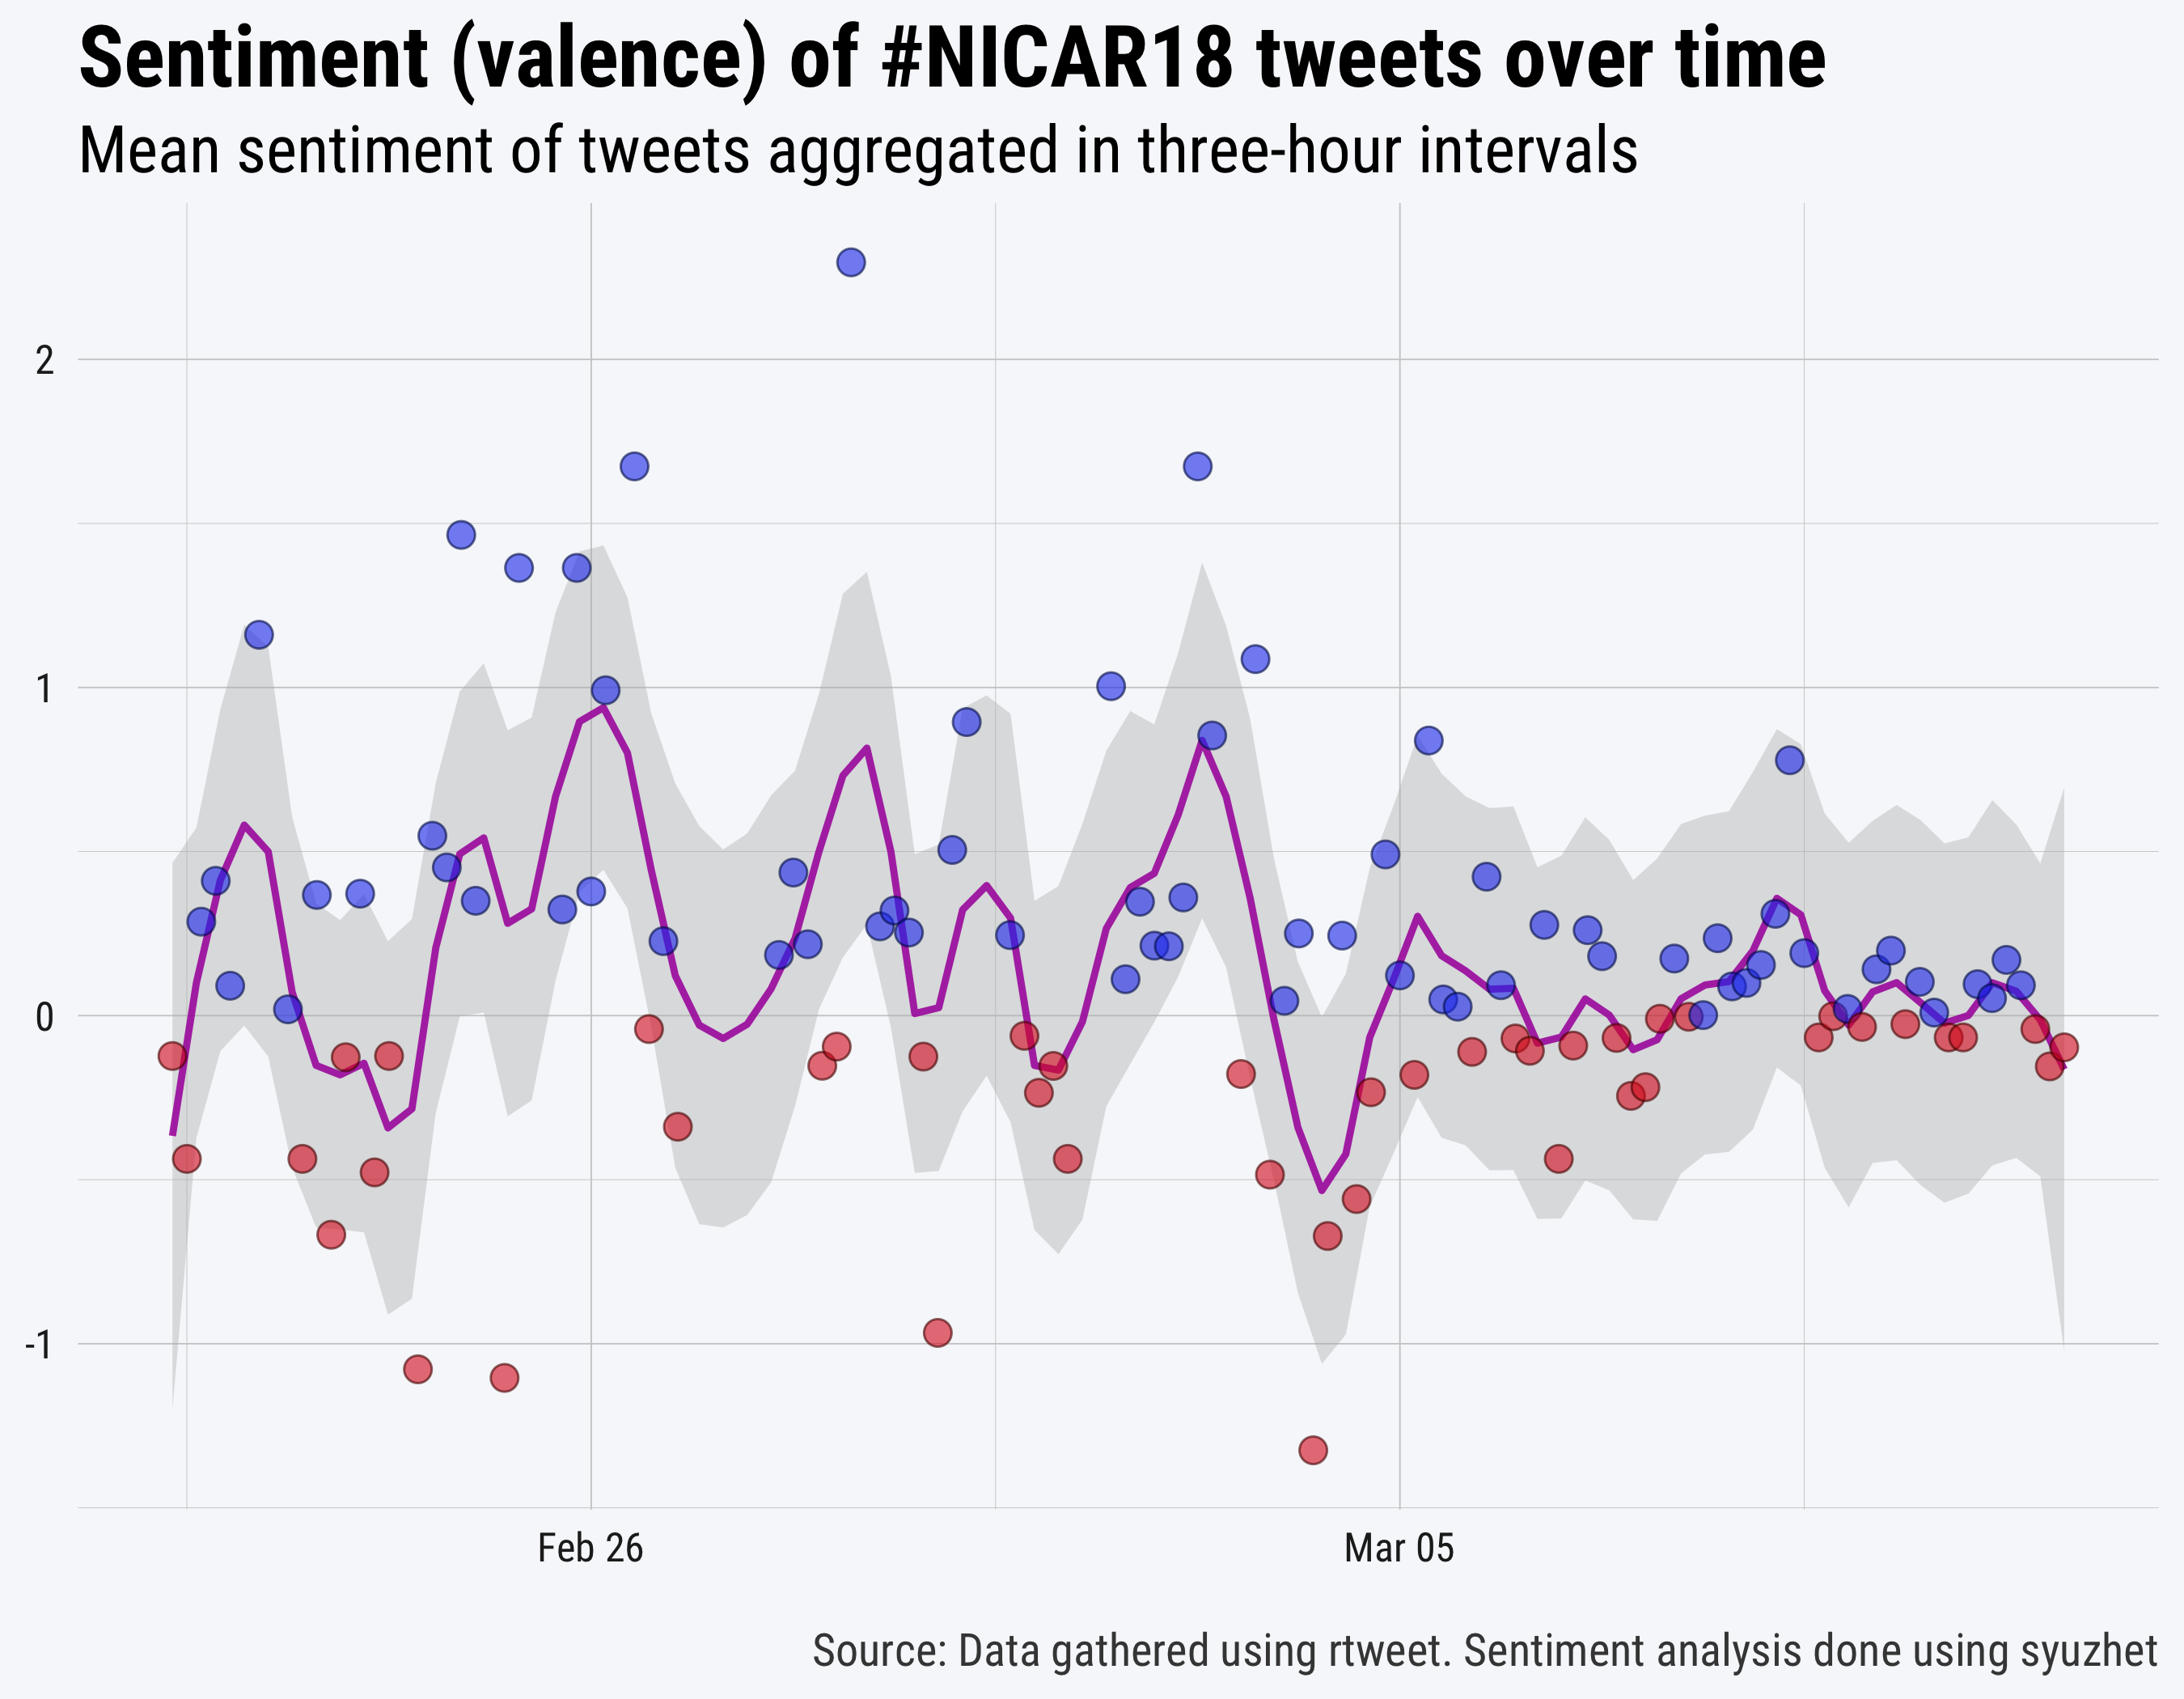 Sentiment (valence) of #NICAR18 tweets over time
Mean sentiment of tweets aggregated in three-hour intervals
2
1
0
-1
Feb 26
Mar 05
Source: Data gathered using rtweet. Sentiment analysis done using syuzhet